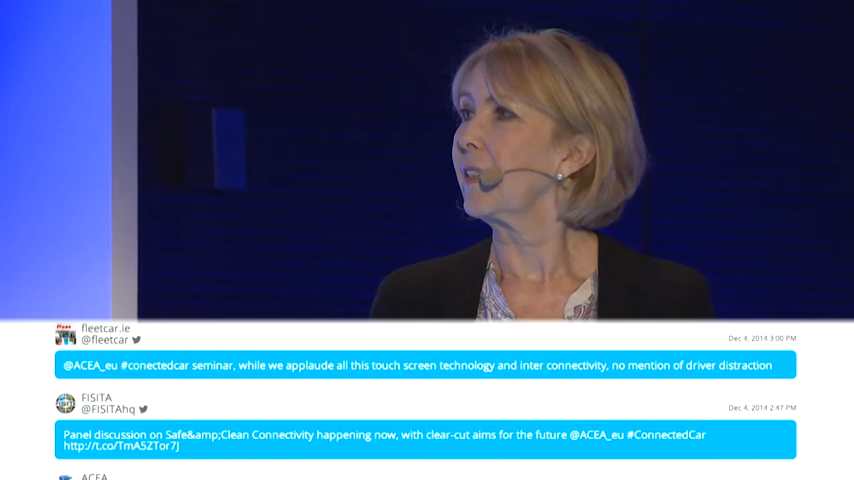 fleetcar.ie
@fleetcar
Dec 4, 2014 3:00 PM
@ACEA_eu #conectedcar seminar, while we applaude all this touch screen technology and inter connectivity, no mention of driver distraction
FISITA
@FISITAhq
Dec 4, 2014 2:47 PM
Panel discussion on Safe&amp;Clean Connectivity happening now, with clear-cut aims for the future @ACEA_eu #ConnectedCar
http://t.co/TmA5ZTor7J
ACEA